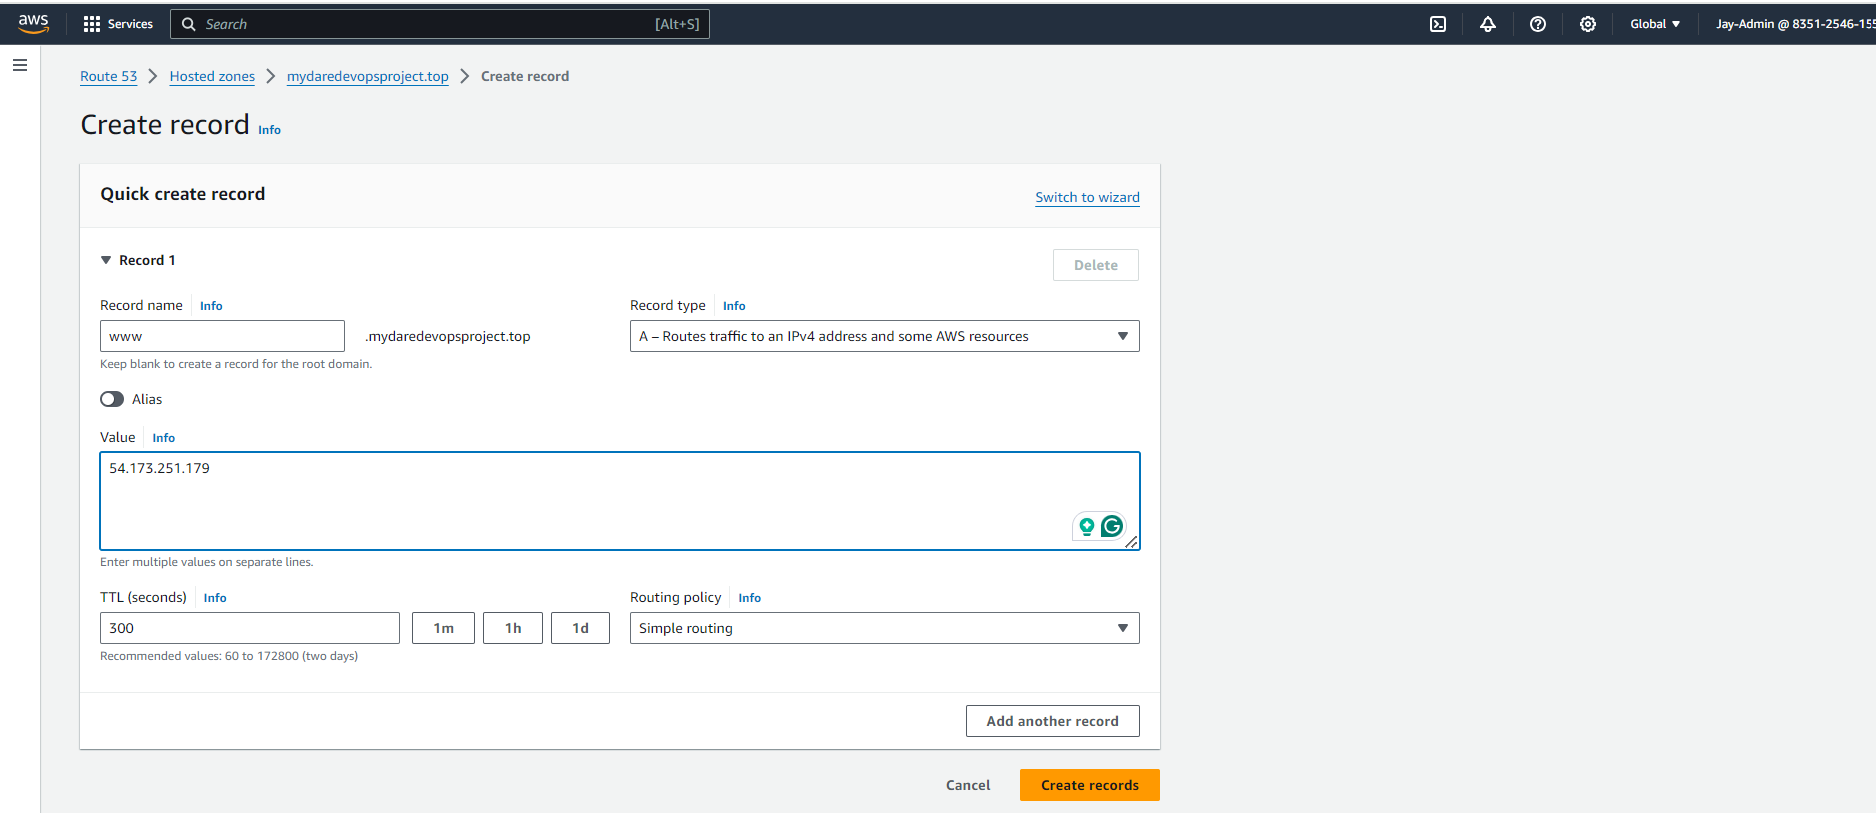 aws
Services
Search [Alt+S]
Global
Jay-Admin @ 8351-2546-155
Route 53
Hosted zones
mydaredevopsproject.top
Create record
Create record Info
Quick create record
Switch to wizard
Record 1
Delete
Record name Info
www
.mydaredevopsproject.top
Keep blank to create a record for the root domain.
Record type Info
A – Routes traffic to an IPv4 address and some AWS resources
Alias
Value Info
54.173.251.179
Enter multiple values on separate lines.
TTL (seconds) Info
300
1m
1h
1d
Recommended values: 60 to 172800 (two days)
Routing policy Info
Simple routing
Add another record
Cancel
Create records